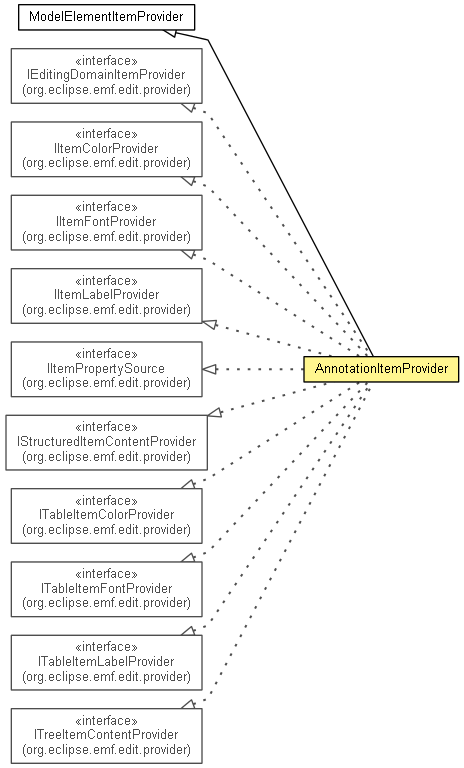 ModelElementItemProvider
«interface»
IEditingDomainItemProvider
(org.eclipse.emf.edit.provider)
«interface»
IItemColorProvider
(org.eclipse.emf.edit.provider)
«interface»
IItemFontProvider
(org.eclipse.emf.edit.provider)
«interface»
IItemLabelProvider
(org.eclipse.emf.edit.provider)
«interface»
IItemPropertySource
(org.eclipse.emf.edit.provider)
AnnotationItemProvider
«interface»
IStructuredItemContentProvider
(org.eclipse.emf.edit.provider)
«interface»
ITableItemColorProvider
(org.eclipse.emf.edit.provider)
«interface»
ITableItemFontProvider
(org.eclipse.emf.edit.provider)
«interface»
ITableItemLabelProvider
(org.eclipse.emf.edit.provider)
«interface»
ITreeItemContentProvider
(org.eclipse.emf.edit.provider)